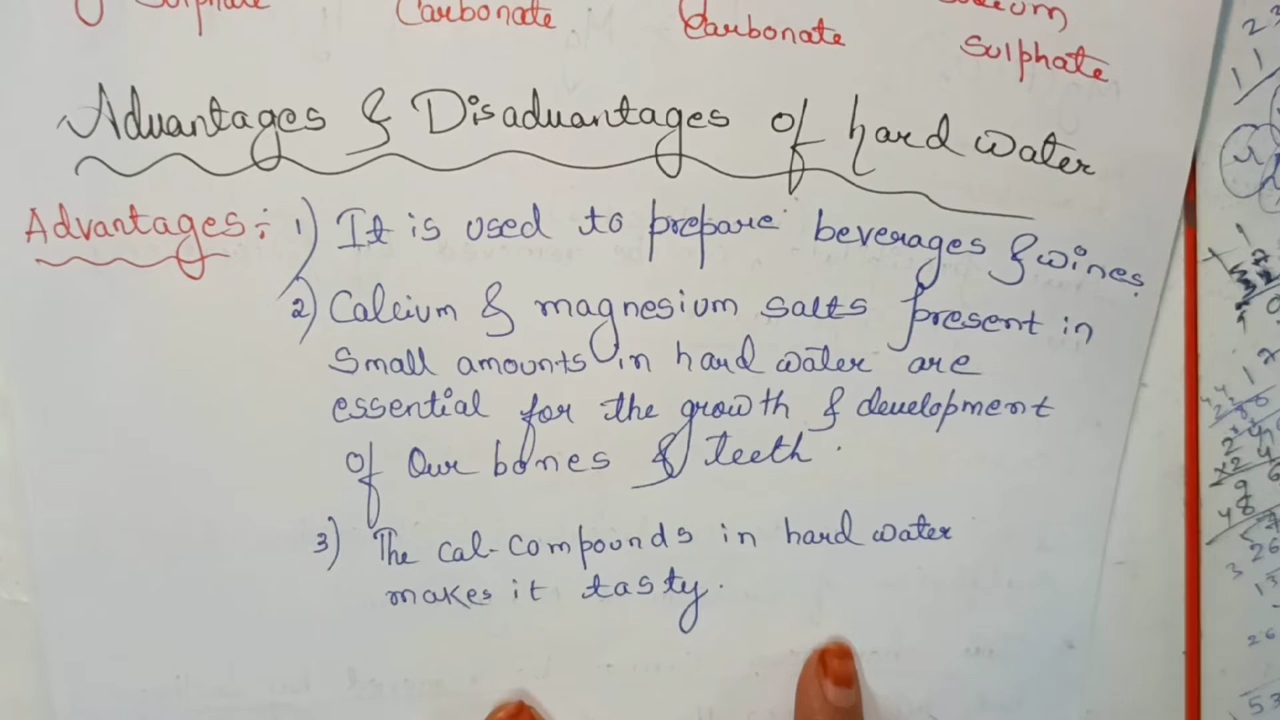 Sulphate Carbonate Carbonate Sulphate
Advantages & Disadvantages of hard water
Advantages: 1) It is used to prepare beverages & wines.
2) Calcium & magnesium salts present in
small amounts in hard water are
essential for the growth & development
of our bones & teeth.
3) The cal-compounds in hard water
makes it tasty.